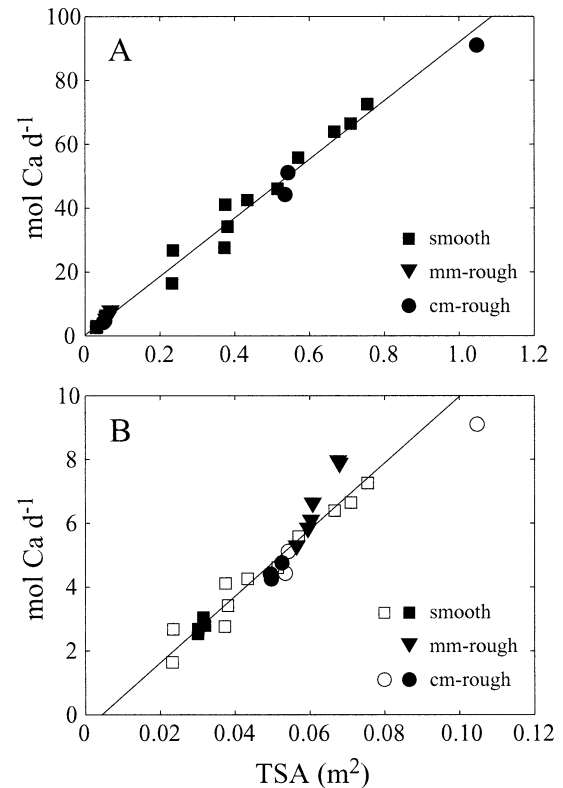 100
A
80
60
mol Ca d-1
40
smooth
mm-rough
20
cm-rough
0
0 0.2 0.4 0.6 0.8 1.0 1.2
10
B
8
6
mol Ca d-1
4
smooth
mm-rough
2
cm-rough
0
0 0.02 0.04 0.06 0.08 0.10 0.12
TSA (m2)